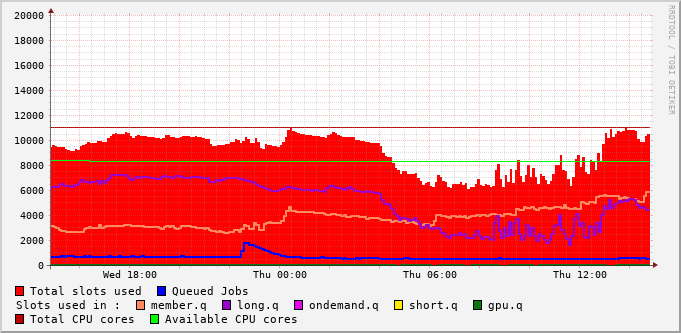 20000
18000
16000
14000
12000
10000
8000
6000
4000
2000
0
Wed 18:00 Thu 00:00 Thu 06:00 Thu 12:00
Total slots used Queued Jobs
Slots used in : member.q long.q ondemand.q short.q gpu.q
Total CPU cores Available CPU cores
RRDTOOL / TOBI OETIKER